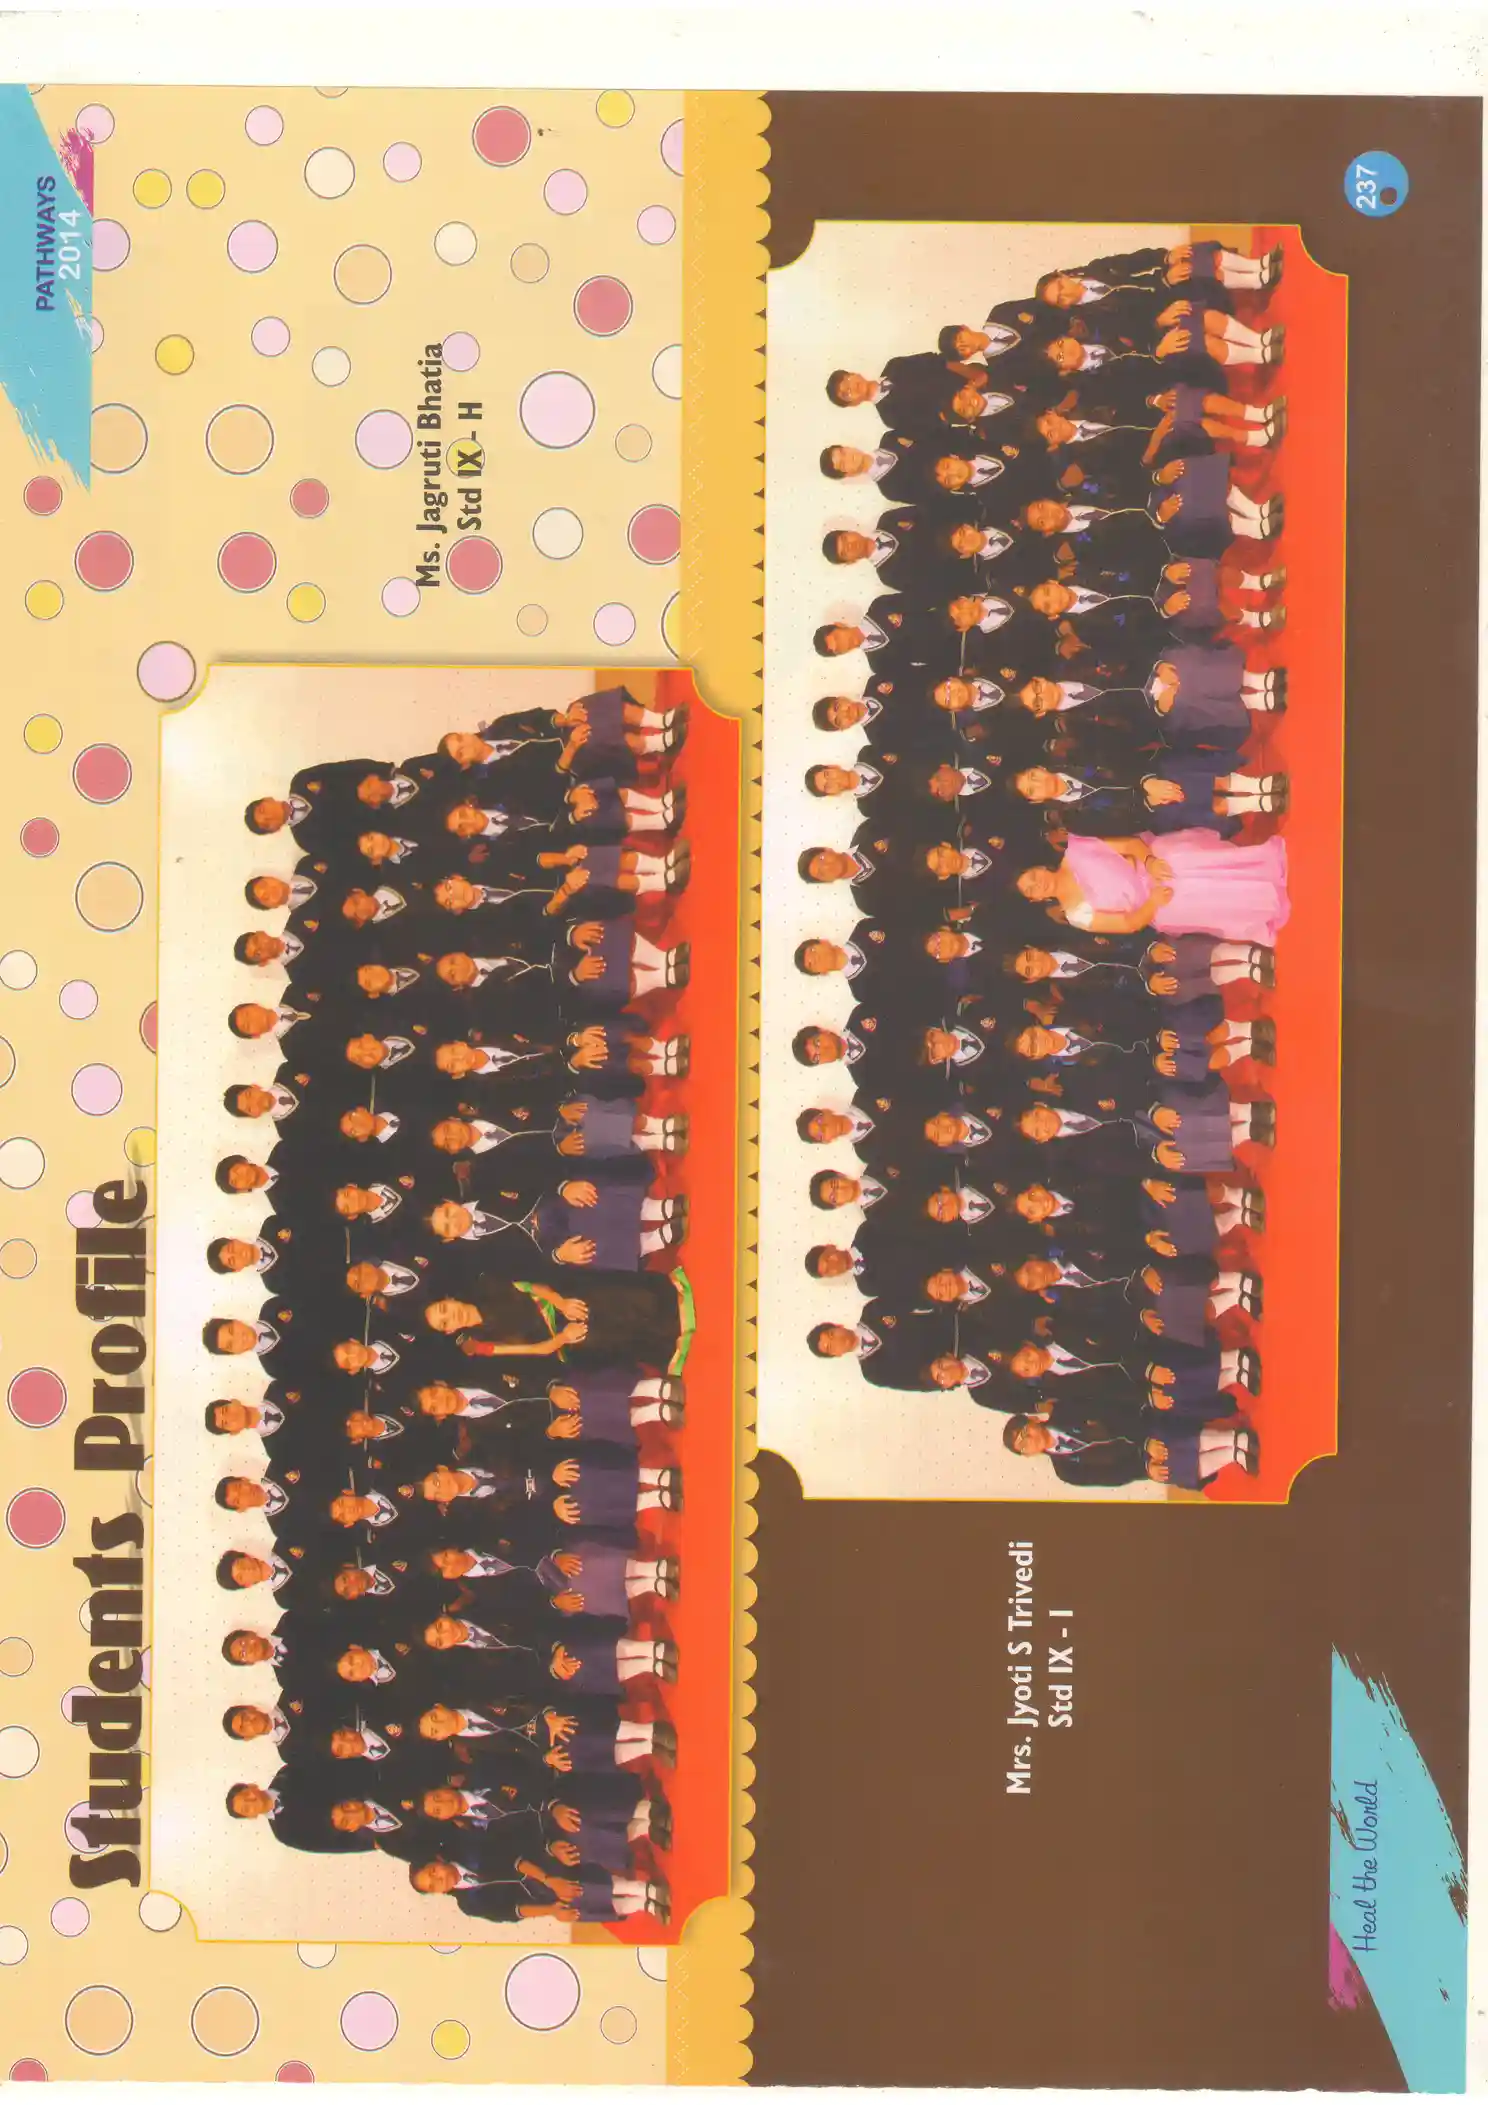 Students Profile
PATHWAYS
2014
Ms. Jagruti Bhatia
Std IX - H
Mrs. Jyoti S Trivedi
Std IX - I
Heal the World
237